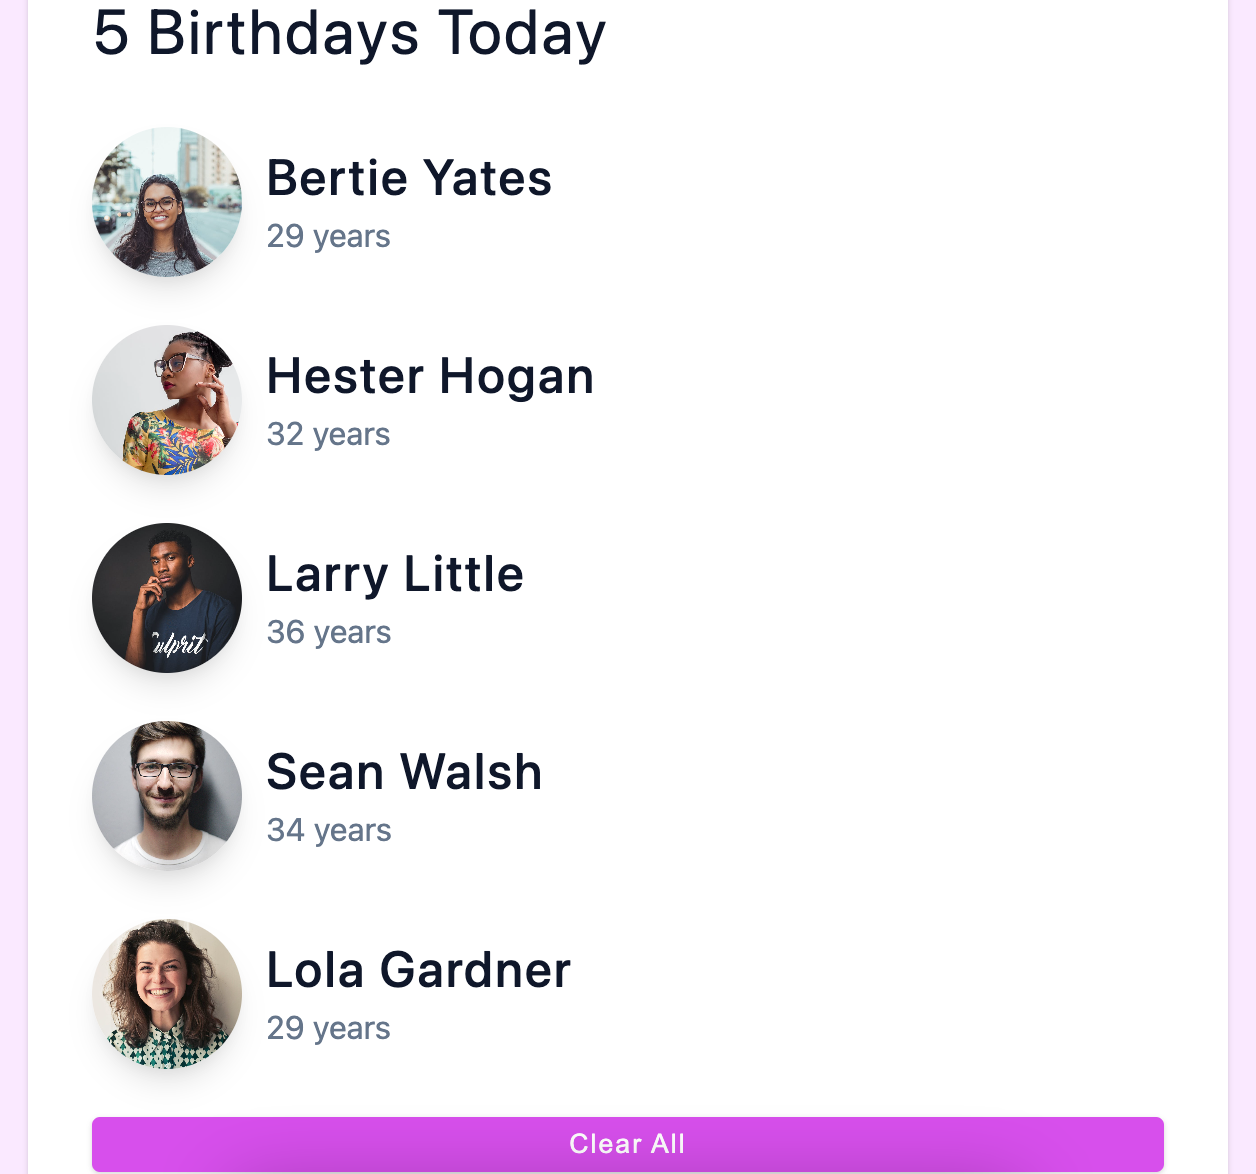 5 Birthdays Today
Bertie Yates
29 years
Hester Hogan
32 years
Larry Little
36 years
ulprit
Sean Walsh
34 years
Lola Gardner
29 years
Clear All